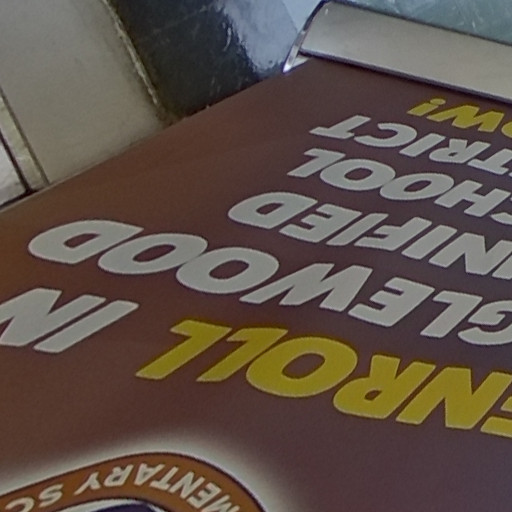 MENTARY SC
ENROLL IN
GLEWOOD
NIFIED
CHOOL
TRICT
OW!